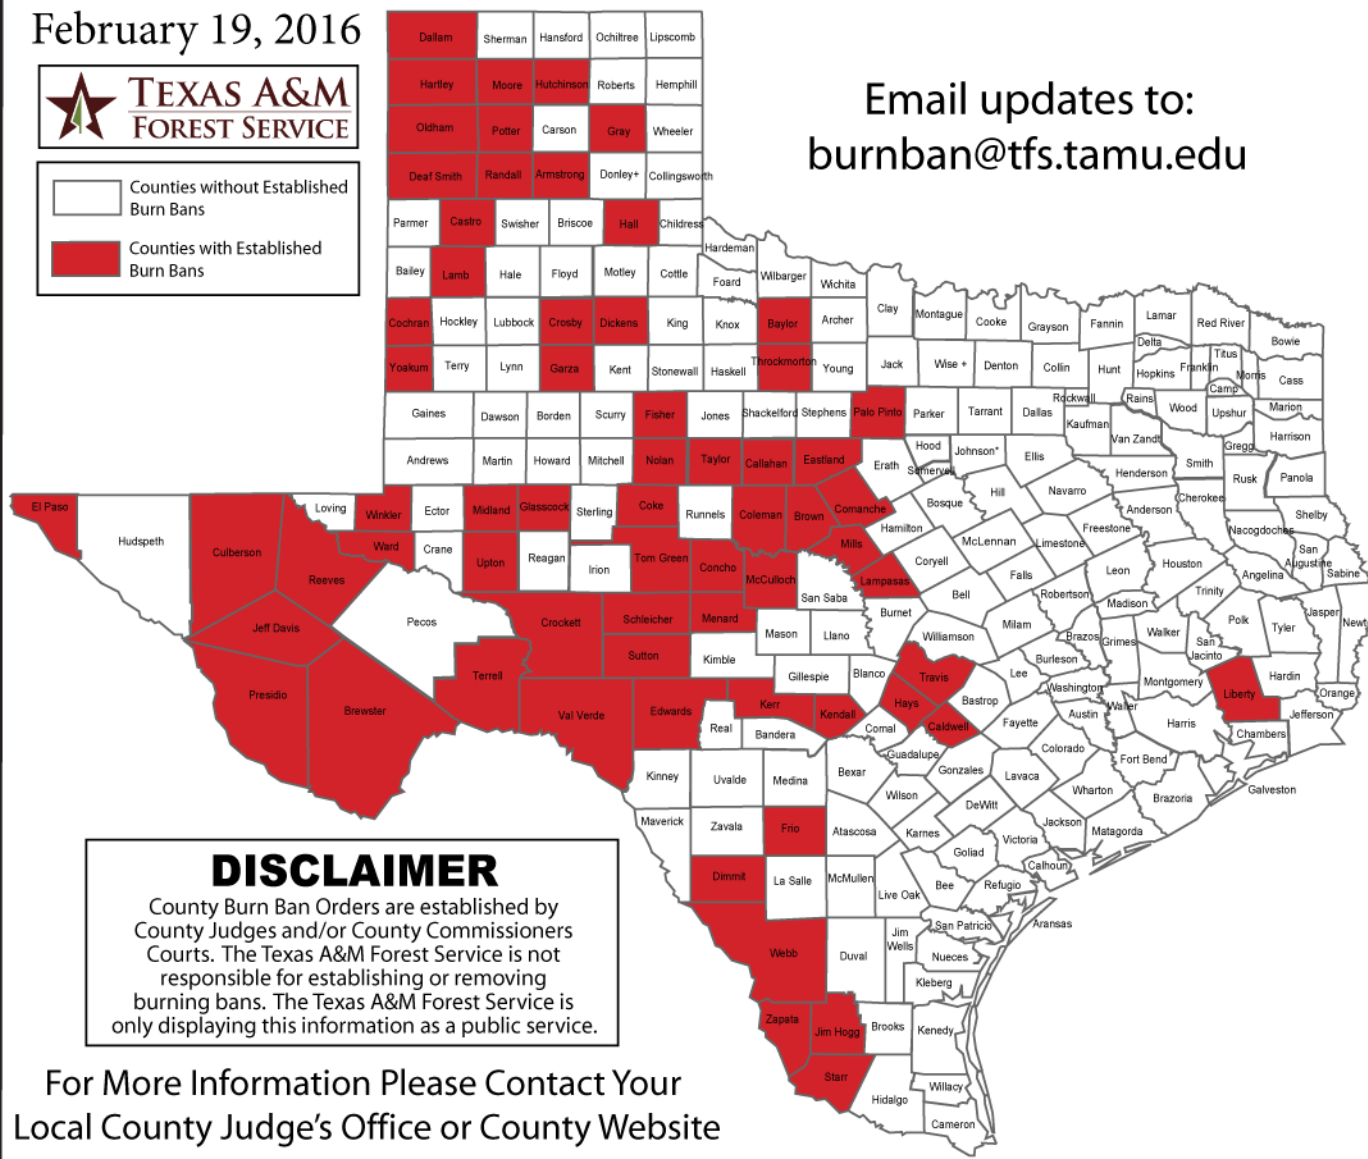 February 19, 2016
TEXAS A&M
FOREST SERVICE
Counties without Established
Burn Bans
Counties with Established
Burn Bans
Email updates to:
burnban@tfs.tamu.edu
Dallam Sherman Hansford Ochiltree Lipscomb
Hartley Moore Hutchinson Roberts Hemphill
Oldham Potter Carson Gray Wheeler
Deaf Smith Randall Armstrong Donley+ Collingsworth
Parmer Castro Swisher Briscoe Hall Childress
Hardeman
Bailey Lamb Hale Floyd Motley Cottle Foard Wilbarger Wichita
Clay Montague Cooke Grayson Fannin Lamar Red River Bowie
Cochran Hockley Lubbock Crosby Dickens King Knox Baylor Archer
Delta Titus Franklin Morris Cass
Yoakum Terry Lynn Garza Kent Stonewall Haskell Throckmorton Young Jack Wise + Denton Collin Hunt Hopkins
Camp
Gaines Dawson Borden Scurry Fisher Jones Shackelford Stephens Palo Pinto Parker Tarrant Dallas Rockwall Rains Wood Upshur Marion
Kaufman Van Zandt Gregg Harrison
Andrews Martin Howard Mitchell Nolan Taylor Callahan Eastland Erath Hood Somervell Johnson* Ellis Henderson Smith Rusk Panola
El Paso Hudspeth Culberson Reeves Loving Winkler Ector Midland Glasscock Sterling Coke Runnels Coleman Brown Comanche Hamilton Bosque Hill Navarro Anderson Cherokee Nacogdoches Shelby
Ward Crane Upton Reagan Irion Tom Green Concho McCulloch San Saba Mills Lampasas Coryell McLennan Limestone Freestone Leon Houston Angelina San
Augustine Sabine
Jeff Davis Pecos Crockett Schleicher Menard Mason Llano Burnet Bell Falls Robertson Madison Trinity Polk Tyler Jasper Newt
Presidio Brewster Terrell Sutton Kimble Gillespie Blanco Williamson Milam Brazos Grimes Walker San
Jacinto
Val Verde Edwards Real Kerr Kendall Bandera Hays Travis Bastrop Lee Burleson Washington Montgomery Liberty Hardin Orange
Comal Caldwell Fayette Austin Waller Harris Chambers Jefferson
Kinney Uvalde Medina Bexar Guadalupe Gonzales Lavaca Colorado Fort Bend Galveston
Maverick Zavala Frio Atascosa Wilson Karnes DeWitt Wharton Brazoria
Jackson Matagorda
Dimmit La Salle McMullen Live Oak Bee Goliad Victoria Calhoun
Refugio
Webb Duval Jim
Wells San Patricio Aransas
Nueces
Kleberg
Zapata Jim Hogg Brooks Kenedy
Starr Hidalgo Willacy
Cameron
DISCLAIMER
County Burn Ban Orders are established by
County Judges and/or County Commissioners
Courts. The Texas A&M Forest Service is not
responsible for establishing or removing
burning bans. The Texas A&M Forest Service is
only displaying this information as a public service.
For More Information Please Contact Your
Local County Judge's Office or County Website